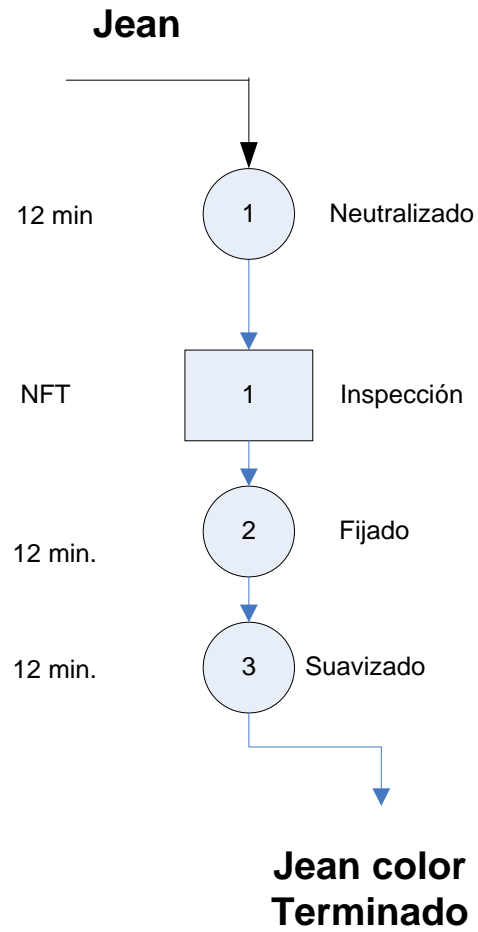 Jean
12 min
1
Neutralizado
NFT
1
Inspección
12 min.
2
Fijado
12 min.
3
Suavizado
Jean color
Terminado